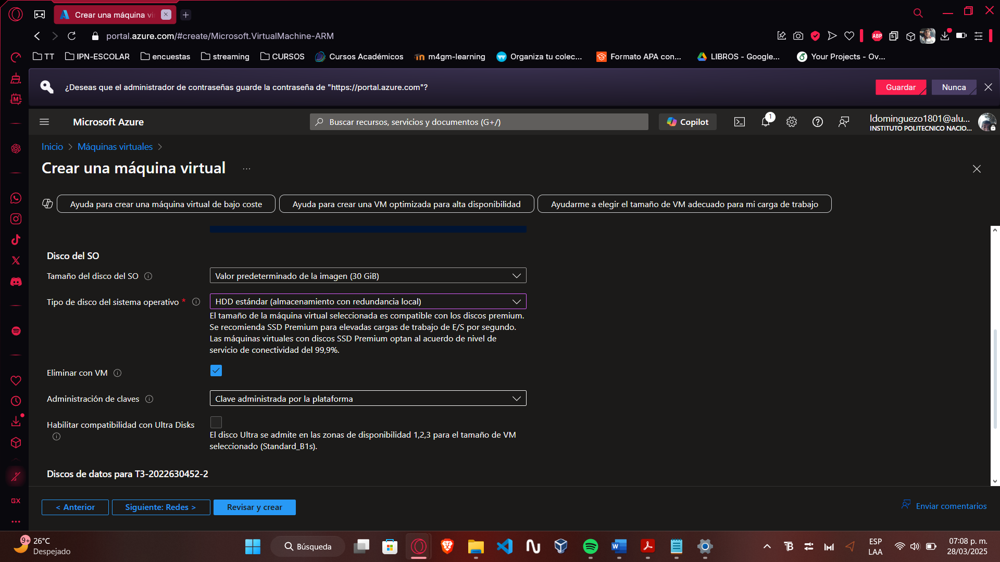 Crear una máquina vi
portal.azure.com/#create/Microsoft.VirtualMachine-ARM
ABP
TT
IPN-ESCOLAR
encuestas
streaming
CURSOS
Cursos Académicos
m4gm-learning
Organiza tu colec...
Formato APA con...
LIBROS - Google...
Your Projects - Ov...
¿Deseas que el administrador de contraseñas guarde la contraseña de "https://portal.azure.com"?
Guardar
Nunca
Microsoft Azure
Buscar recursos, servicios y documentos (G+/)
Copilot
1
ldominguezo1801@alu...
INSTITUTO POLITECNICO NACIO...
Inicio > Máquinas virtuales >
Crear una máquina virtual ...
Ayuda para crear una máquina virtual de bajo coste
Ayuda para crear una VM optimizada para alta disponibilidad
Ayudarme a elegir el tamaño de VM adecuado para mi carga de trabajo
Disco del SO
Tamaño del disco del SO
Valor predeterminado de la imagen (30 GiB)
Tipo de disco del sistema operativo *
HDD estándar (almacenamiento con redundancia local)
El tamaño de la máquina virtual seleccionada es compatible con los discos premium.
Se recomienda SSD Premium para elevadas cargas de trabajo de E/S por segundo.
Las máquinas virtuales con discos SSD Premium optan al acuerdo de nivel de
servicio de conectividad del 99,9%.
Eliminar con VM
Administración de claves
Clave administrada por la plataforma
Habilitar compatibilidad con Ultra Disks
El disco Ultra se admite en las zonas de disponibilidad 1,2,3 para el tamaño de VM
seleccionado (Standard_B1s).
Discos de datos para T3-2022630452-2
< Anterior
Siguiente: Redes >
Revisar y crear
Enviar comentarios
GX
9+
26°C
Despejado
Búsqueda
ESP
LAA
07:08 p. m.
28/03/2025